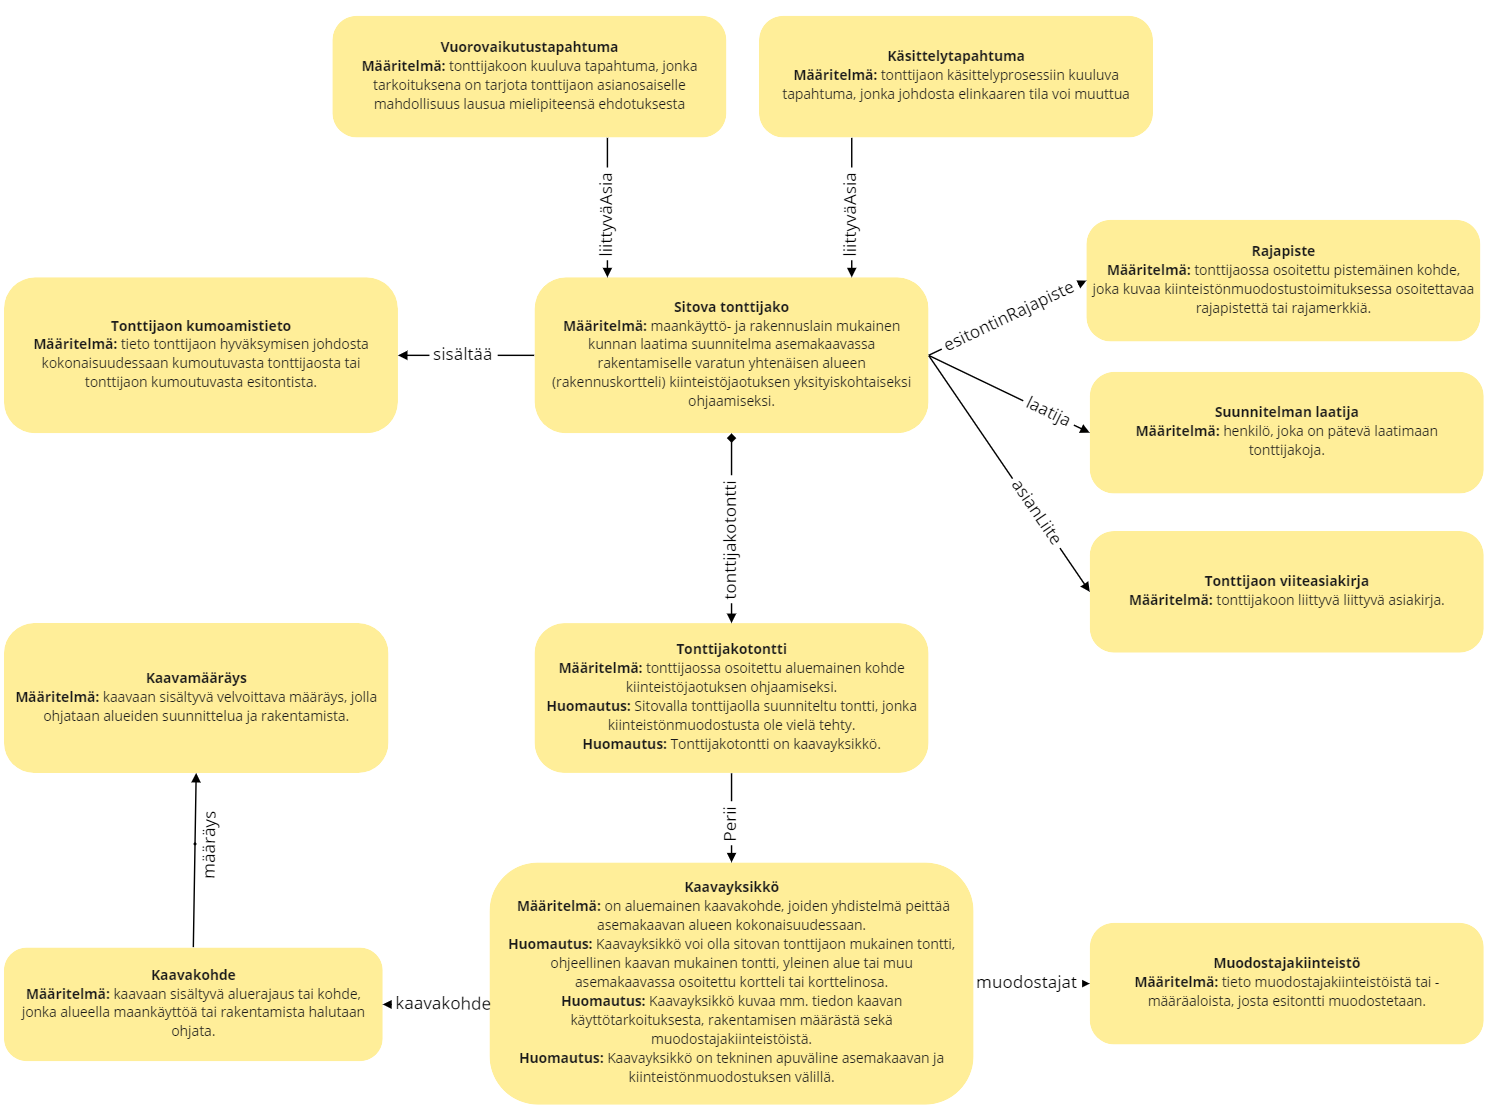 Vuorovaikutustapahtuma
Määritelmä: tonttijakoon kuuluva tapahtuma, jonka
tarkoituksena on tarjota tonttijaon asianosaiselle
mahdollisuus lausua mielipiteensä ehdotuksesta
Käsittelytapahtuma
Määritelmä: tonttijaon käsittelyprosessiin kuuluva
tapahtuma, jonka johdosta elinkaaren tila voi muuttua
liittyväAsia
liittyväAsia
Tonttijaon kumoamistieto
Määritelmä: tieto tonttijaon hyväksymisen johdosta
kokonaisuudessaan kumoutuvasta tonttijaosta tai
tonttijaon kumoutuvasta esitontista.
sisältää
Sitova tonttijako
Määritelmä: maankäyttö- ja rakennuslain mukainen
kunnan laatima suunnitelma asemakaavassa
rakentamiselle varatun yhtenäisen alueen
(rakennuskortteli) kiinteistöjaotuksen yksityiskohtaiseksi
ohjaamiseksi.
esitontinRajapiste
Rajapiste
Määritelmä: tonttijaossa osoitettu pistemäinen kohde,
joka kuvaa kiinteistönmuodostustoimituksessa osoitettavaa
rajapistettä tai rajamerkkiä.
laatija
Suunnitelman laatija
Määritelmä: henkilö, joka on pätevä laatimaan
tonttijakoja.
asianLiite
Tonttijaon viiteasiakirja
Määritelmä: tonttijakoon liittyvä liittyvä asiakirja.
tonttijakotontti
Tonttijakotontti
Määritelmä: tonttijaossa osoitettu aluemainen kohde
kiinteistöjaotuksen ohjaamiseksi.
Huomautus: Sitovalla tonttijaolla suunniteltu tontti, jonka
kiinteistönmuodostusta ole vielä tehty.
Huomautus: Tonttijakotontti on kaavayksikkö.
Kaavamääräys
Määritelmä: kaavaan sisältyvä velvoittava määräys, jolla
ohjataan alueiden suunnittelua ja rakentamista.
määräys
Perii
Kaavayksikkö
Määritelmä: on aluemainen kaavakohde, joiden yhdistelmä peittää
asemakaavan alueen kokonaisuudessaan.
Huomautus: Kaavayksikkö voi olla sitovan tonttijaon mukainen tontti,
ohjeellinen kaavan mukainen tontti, yleinen alue tai muu
asemakaavassa osoitettu kortteli tai korttelinosa.
Huomautus: Kaavayksikkö kuvaa mm. tiedon kaavan
käyttötarkoituksesta, rakentamisen määrästä sekä
muodostajakiinteistöistä.
Huomautus: Kaavayksikkö on tekninen apuväline asemakaavan ja
kiinteistönmuodostuksen välillä.
kaavakohde
Kaavakohde
Määritelmä: kaavaan sisältyvä aluerajaus tai kohde,
jonka alueella maankäyttöä tai rakentamista halutaan
ohjata.
muodostajat
Muodostajakiinteistö
Määritelmä: tieto muodostajakiinteistöistä tai -
määräaloista, josta esitontti muodostetaan.